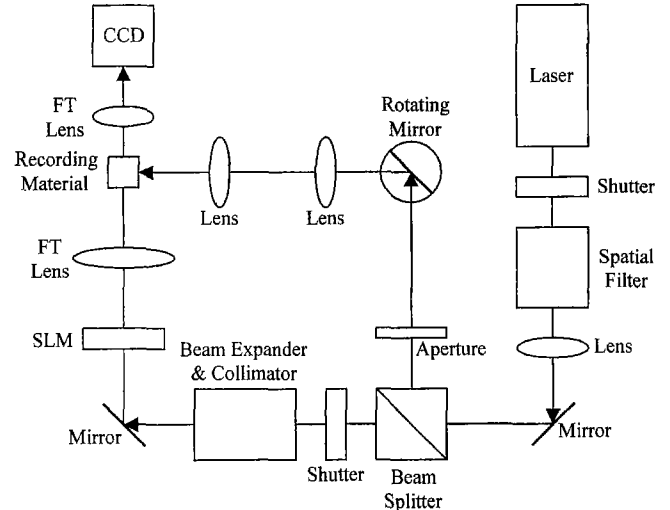 CCD
Laser
FT
Lens
Rotating
Mirror
Recording
Material
Shutter
Lens
Lens
FT
Lens
Spatial
Filter
SLM
Aperture
Lens
Beam Expander
& Collimator
Mirror
Shutter
Beam
Splitter
Mirror